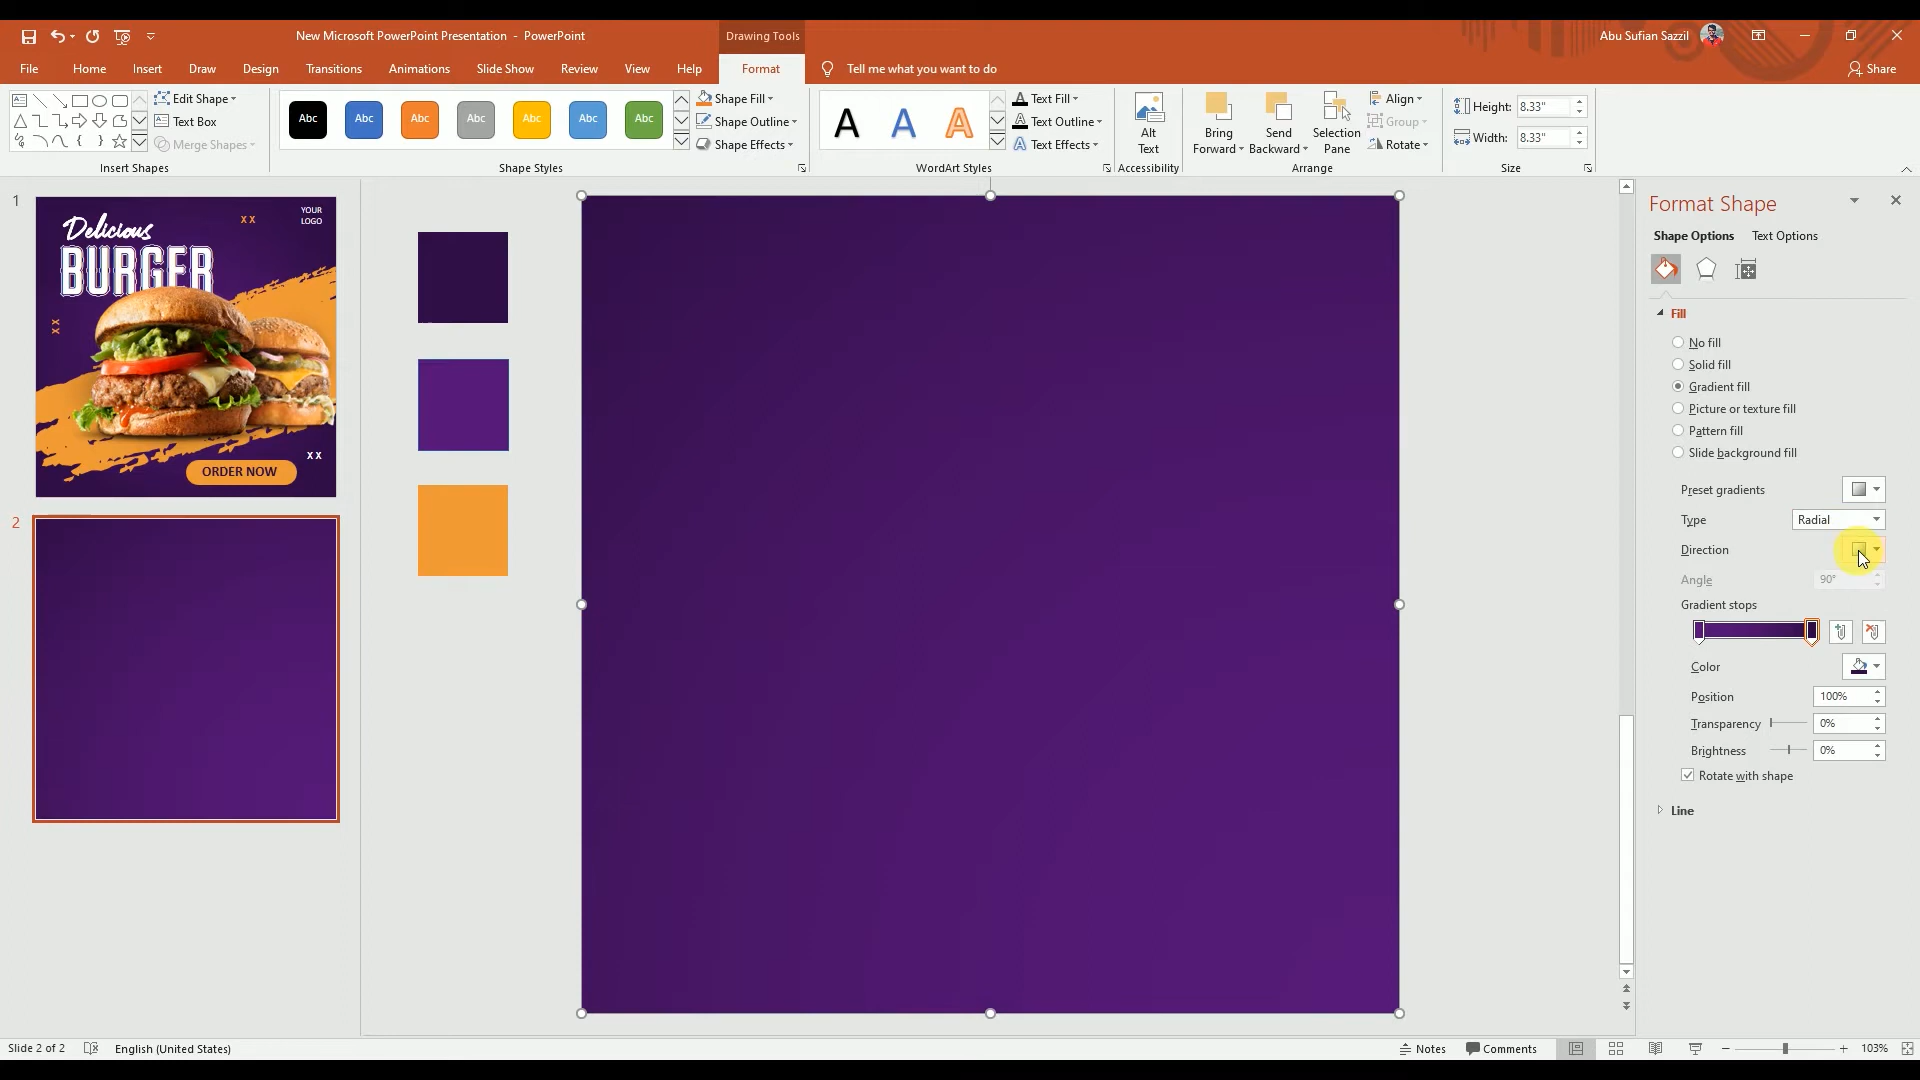 New Microsoft PowerPoint Presentation - PowerPoint
Drawing Tools
Abu Sufian Sazzil
File
Home
Insert
Draw
Design
Transitions
Animations
Slide Show
Review
View
Help
Format
Tell me what you want to do
Share
Edit Shape
Text Box
Merge Shapes
Insert Shapes
Abc
Abc
Abc
Abc
Abc
Abc
Abc
Shape Fill
Shape Outline
Shape Effects
Shape Styles
A
A
A
Text Fill
Text Outline
Text Effects
WordArt Styles
Alt
Text
Accessibility
Bring
Forward
Send
Backward
Selection
Pane
Align
Group
Rotate
Arrange
Height: 8.33"
Width: 8.33"
Size
1
Delicious
BURGER
X X
YOUR
LOGO
X X
X X
ORDER NOW
2
Format Shape
Shape Options
Text Options
Fill
No fill
Solid fill
Gradient fill
Picture or texture fill
Pattern fill
Slide background fill
Preset gradients
Type
Radial
Direction
Angle
90°
Gradient stops
Color
Position
100%
Transparency
0%
Brightness
0%
Rotate with shape
Line
Slide 2 of 2
English (United States)
Notes
Comments
103%